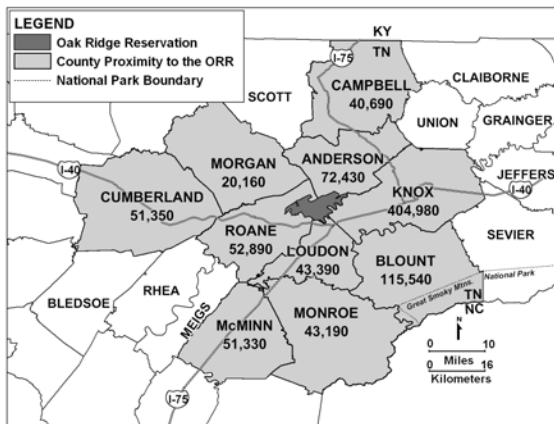 LEGEND
Oak Ridge Reservation
County Proximity to the ORR
National Park Boundary
KY
TN
I-75
CAMPBELL
40,690
CLAIBORNE
SCOTT
UNION
GRAINGER
MORGAN
20,160
ANDERSON
72,430
JEFFERS
I-40
I-40
CUMBERLAND
51,350
KNOX
404,980
ROANE
52,890
LOUDON
43,390
SEVIER
BLOUNT
115,540
RHEA
BLEDSOE
MEIGS
National Park
Great Smoky Mtns.
TN
NC
McMINN
51,330
MONROE
43,190
N
0 10
Miles
0 16
Kilometers
I-75